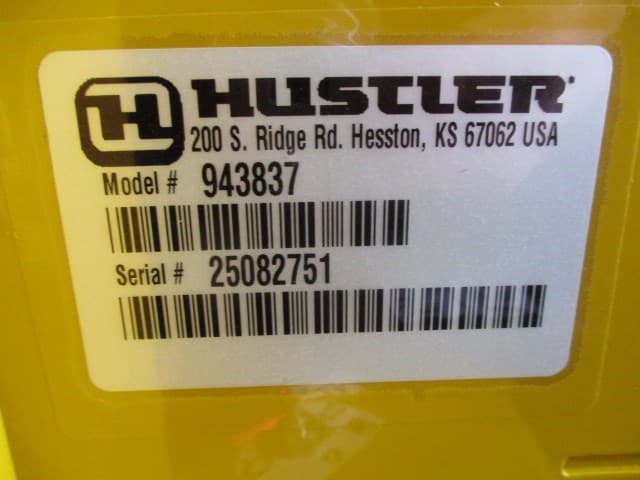 H HUSTLER
200 S. Ridge Rd. Hesston, KS 67062 USA
Model # 943837
Serial # 25082751